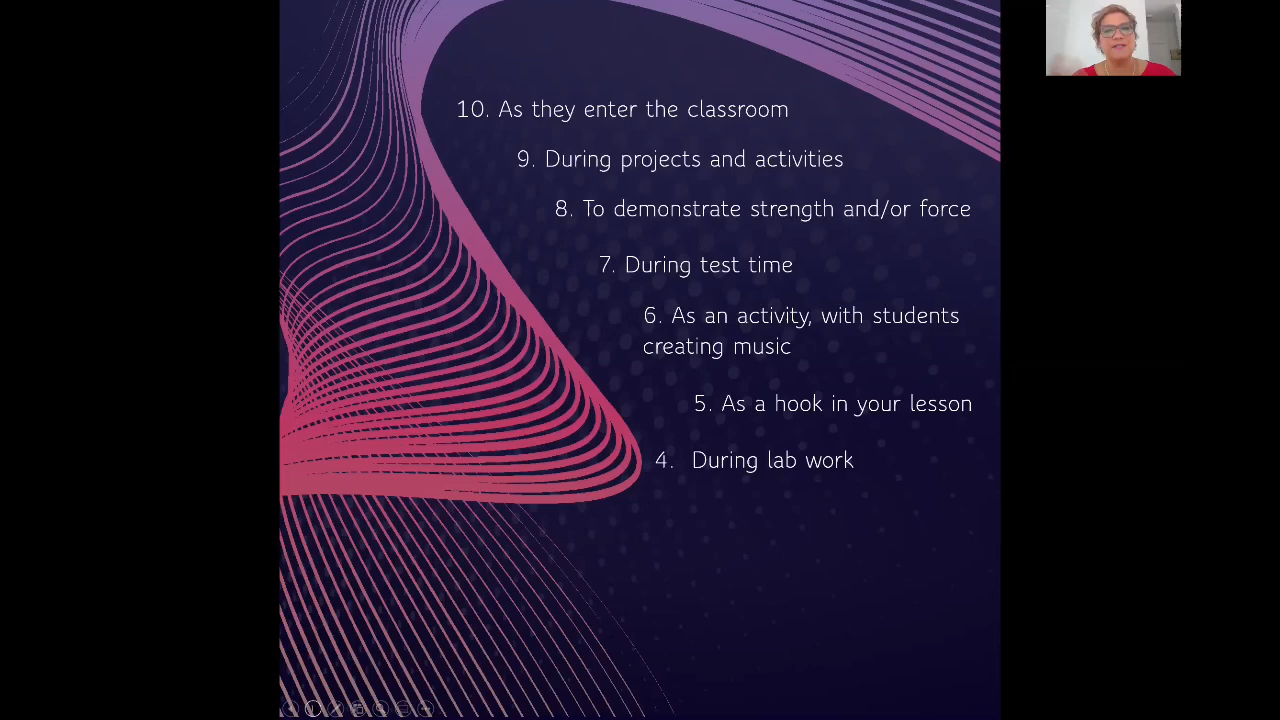 10. As they enter the classroom
9. During projects and activities
8. To demonstrate strength and/or force
7. During test time
6. As an activity, with students
creating music
5. As a hook in your lesson
4. During lab work